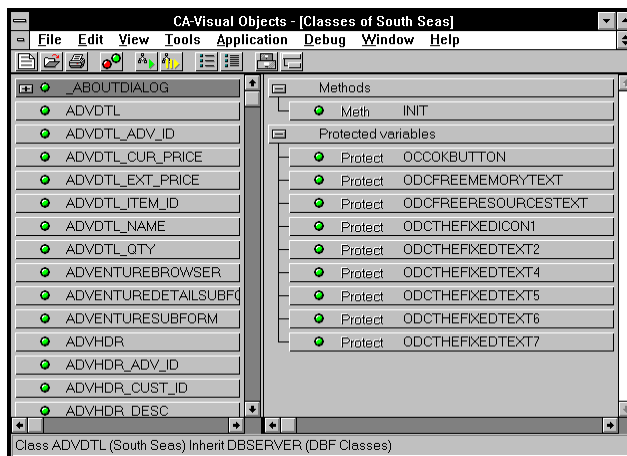 CA-Visual Objects - [Classes of South Seas]
File Edit View Tools Application Debug Window Help
_ABOUTDIALOG
ADVDTL
ADVDTL_ADV_ID
ADVDTL_CUR_PRICE
ADVDTL_EXT_PRICE
ADVDTL_ITEM_ID
ADVDTL_NAME
ADVDTL_QTY
ADVENTUREBROWSER
ADVENTUREDETAILSUBFO
ADVENTURESUBFORM
ADVHDR
ADVHDR_ADV_ID
ADVHDR_CUST_ID
ADVHDR_DESC
Methods
Meth INIT
Protected variables
Protect OCCOKBUTTON
Protect ODCFREEMEMORYTEXT
Protect ODCFREERESOURCESTEXT
Protect ODCTHEFIXEDICON1
Protect ODCTHEFIXEDTEXT2
Protect ODCTHEFIXEDTEXT4
Protect ODCTHEFIXEDTEXT5
Protect ODCTHEFIXEDTEXT6
Protect ODCTHEFIXEDTEXT7
Class ADVDTL (South Seas) Inherit DBSERVER (DBF Classes)